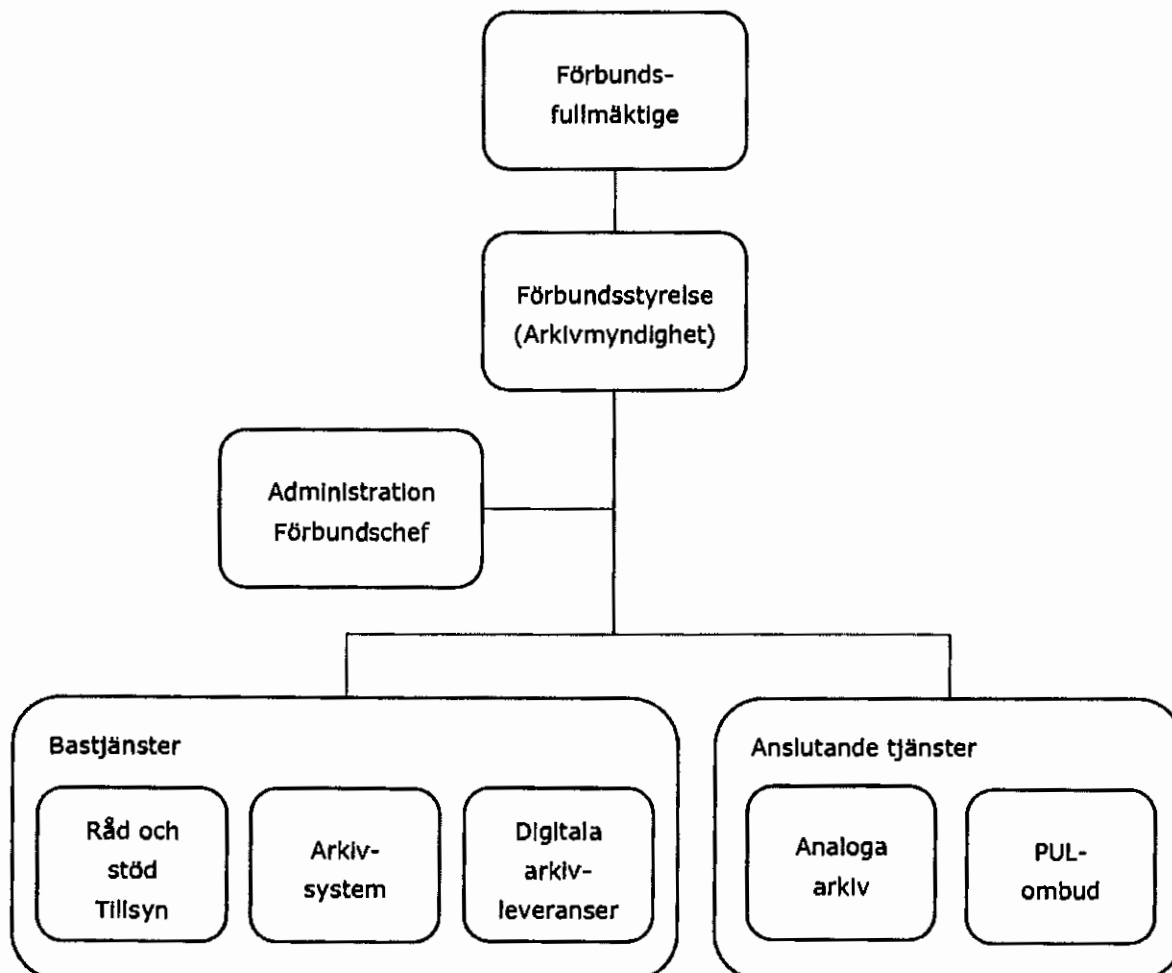 Förbunds-
fullmäktige
Förbundsstyrelse
(Arkivmyndighet)
Administration
Förbundschef
Bastjänster
Råd och
stöd
Tillsyn
Arkiv-
system
Digitala
arkiv-
leveranser
Anslutande tjänster
Analoga
arkiv
PUL-
ombud